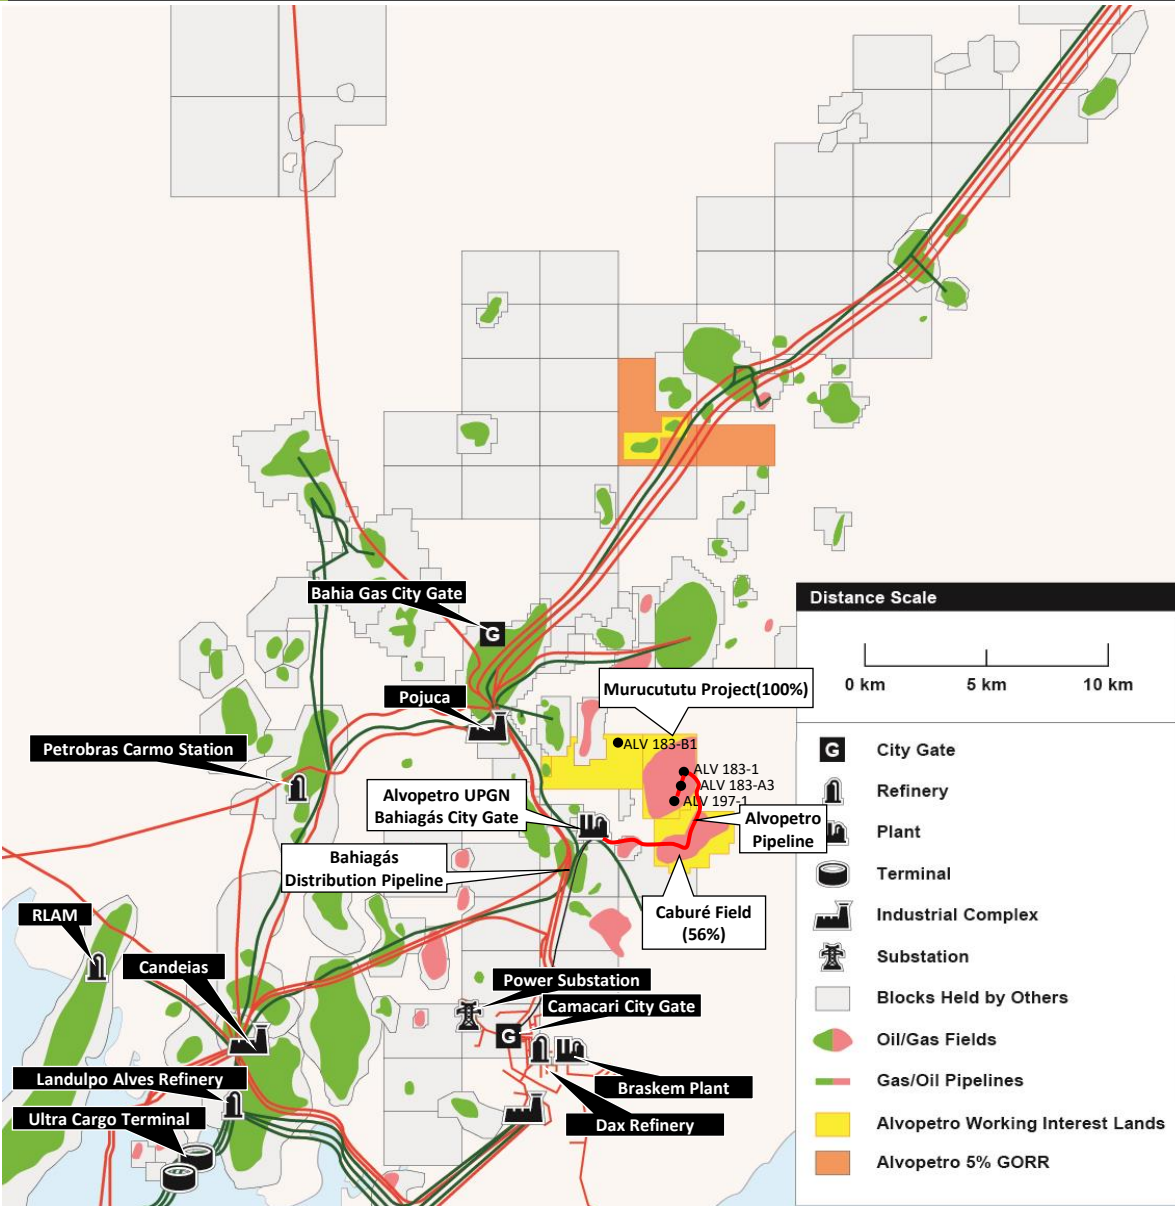 Bahia Gas City Gate
G
Pojuca
Petrobras Carmo Station
Murucututu Project(100%)
ALV 183-B1
ALV 183-1
ALV 183-A3
ALV 197-1
Alvopetro UPGN
Bahiagás City Gate
Alvopetro
Pipeline
Bahiagás
Distribution Pipeline
Caburé Field
(56%)
RLAM
Candeias
Power Substation
Camacari City Gate
G
Landulpo Alves Refinery
Braskem Plant
Ultra Cargo Terminal
Dax Refinery
Distance Scale
0 km 5 km 10 km
G City Gate
Refinery
Plant
Terminal
Industrial Complex
Substation
Blocks Held by Others
Oil/Gas Fields
Gas/Oil Pipelines
Alvopetro Working Interest Lands
Alvopetro 5% GORR